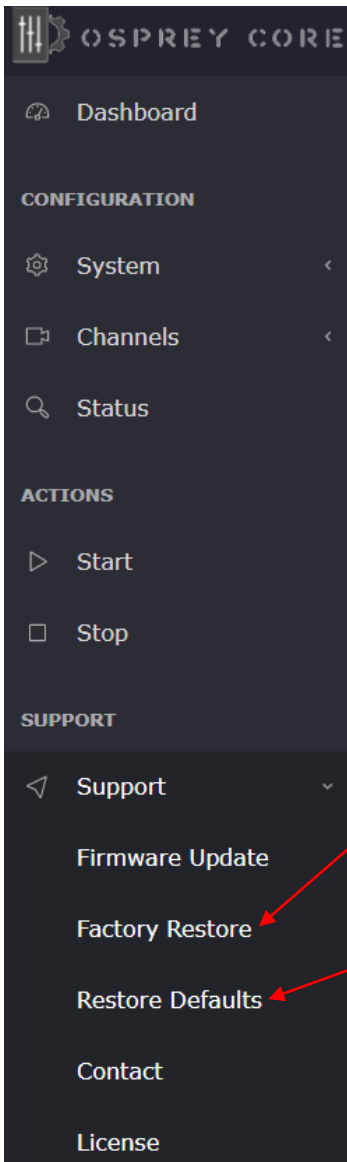 OSPREY CORE
Dashboard
CONFIGURATION
System
Channels
Status
ACTIONS
Start
Stop
SUPPORT
Support
Firmware Update
Factory Restore
Restore Defaults
Contact
License